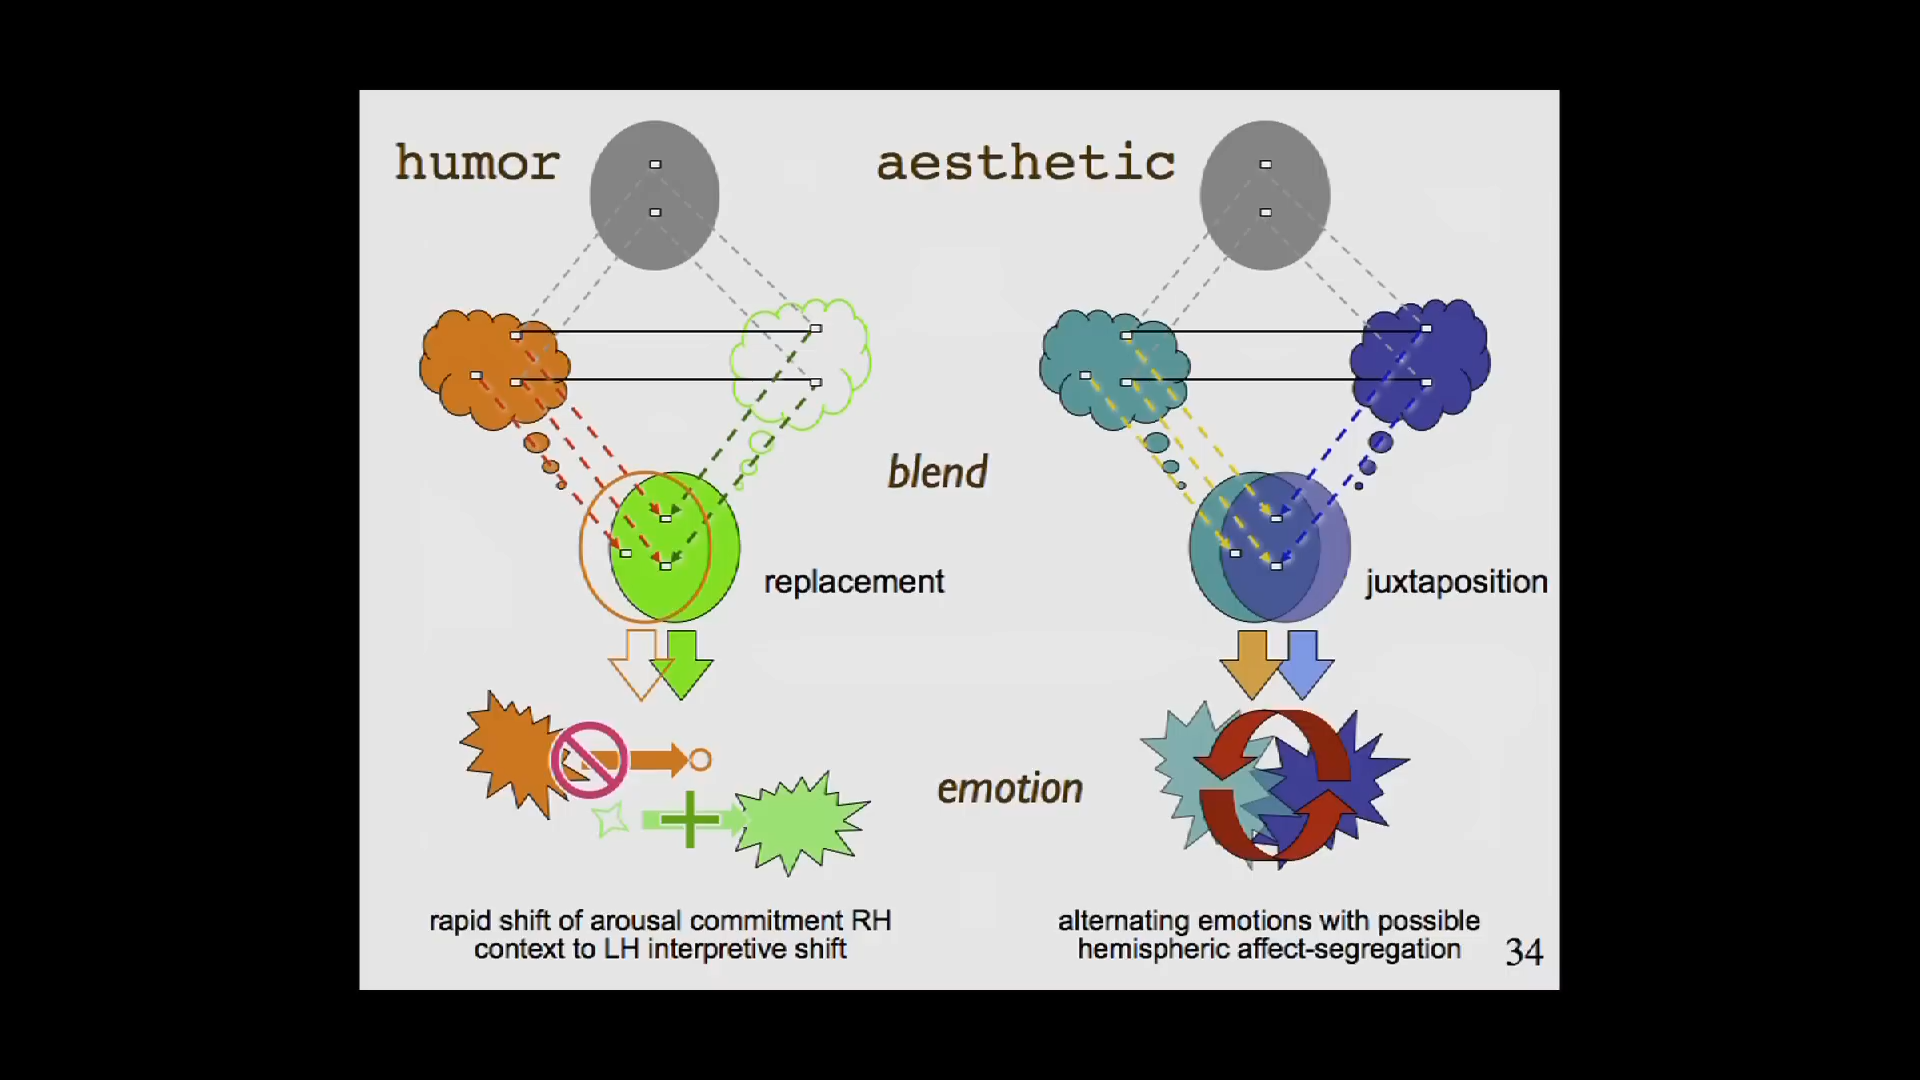 humor
aesthetic
blend
replacement
juxtaposition
emotion
rapid shift of arousal commitment RH
context to LH interpretive shift
alternating emotions with possible
hemispheric affect-segregation
34